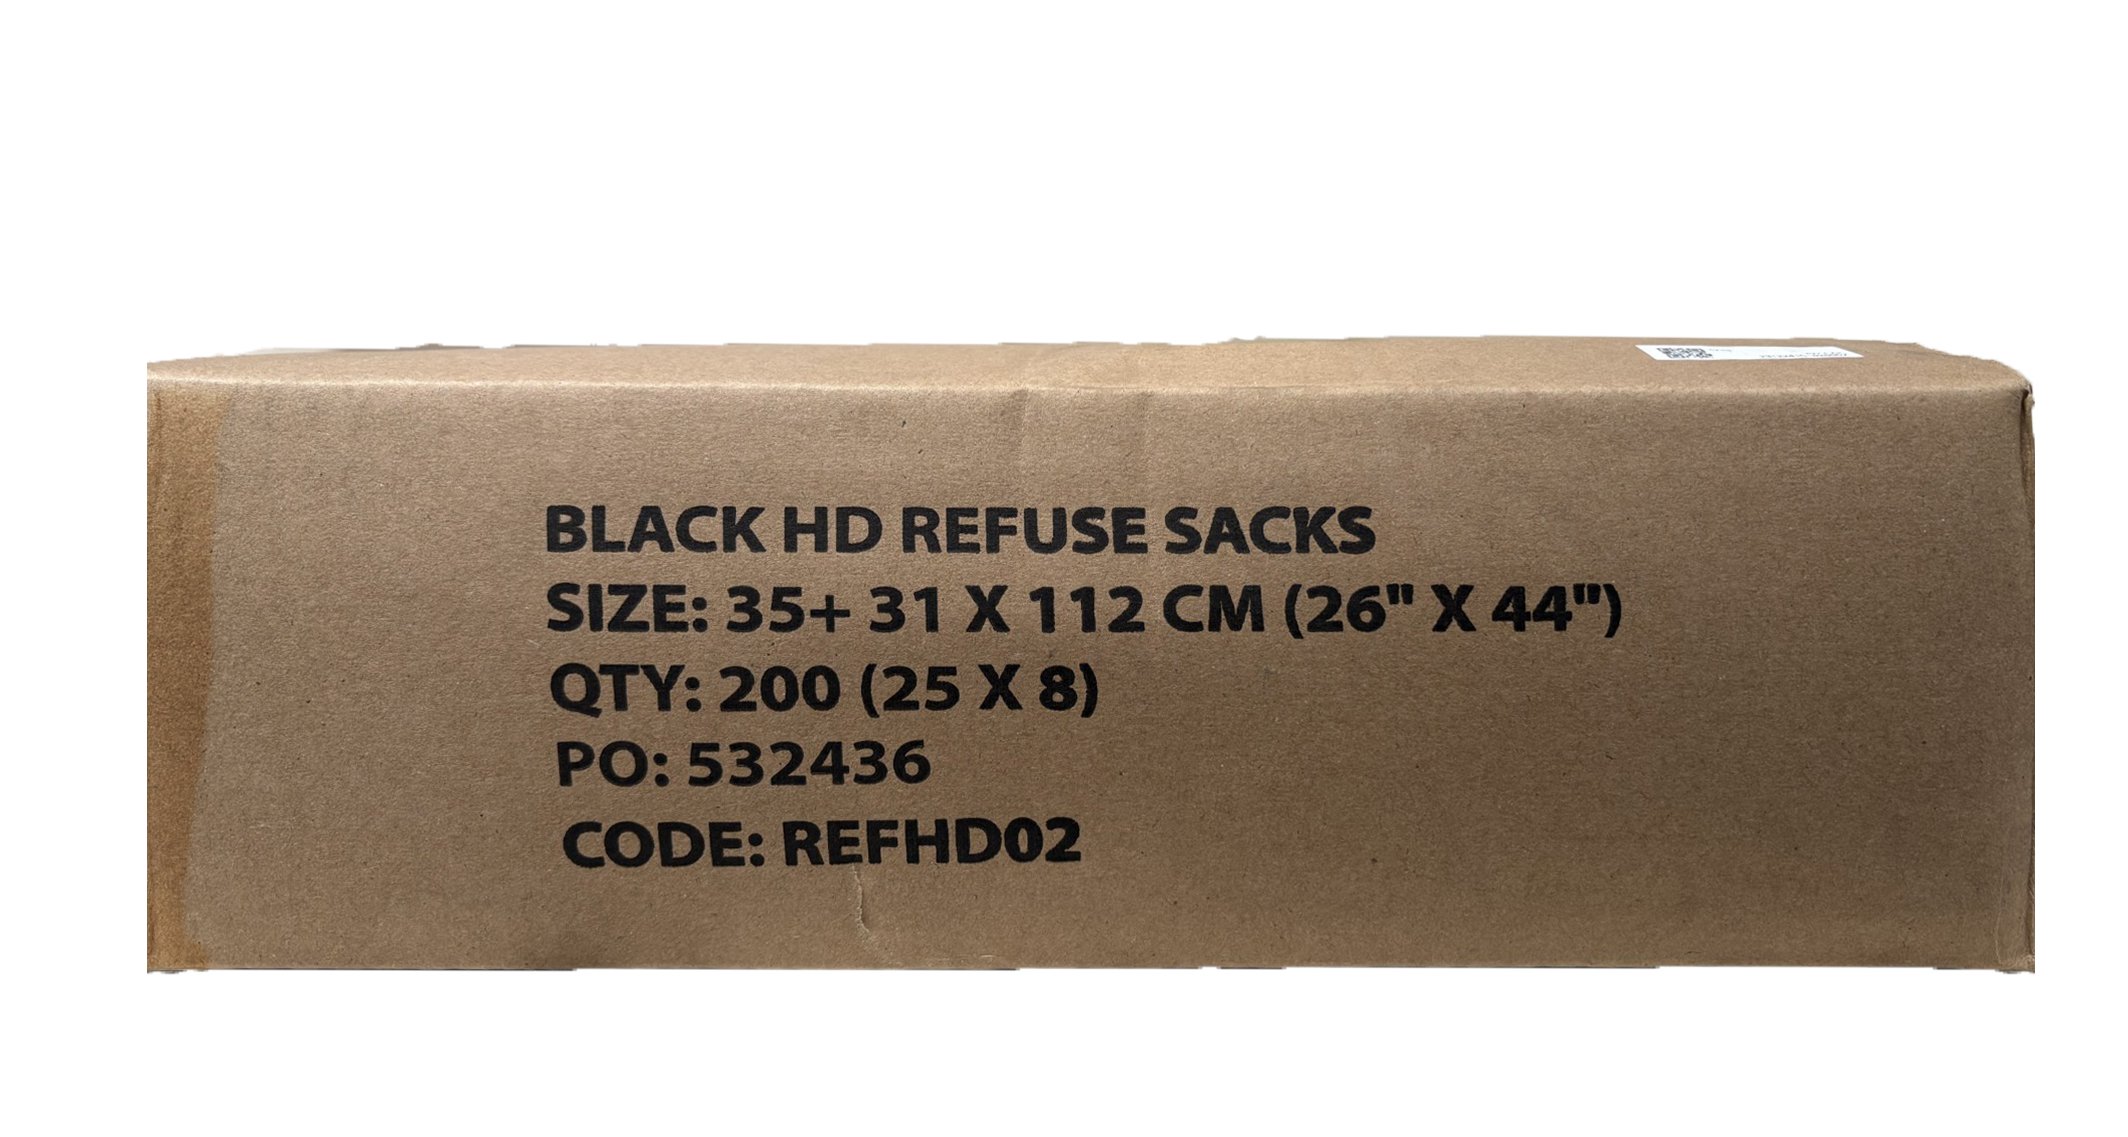 BLACK HD REFUSE SACKS
SIZE: 35+ 31 X 112 CM (26" X 44")
QTY: 200 (25 X 8)
PO: 532436
CODE: REFHD02